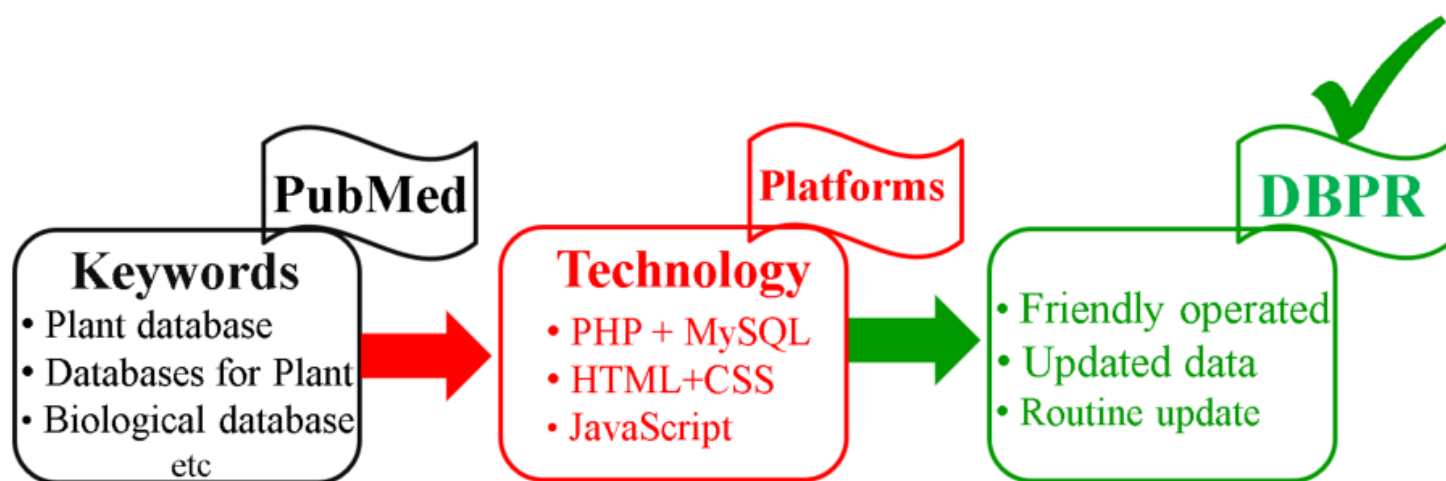 PubMed
Keywords
• Plant database
• Databases for Plant
• Biological database
etc
Platforms
Technology
• PHP + MySQL
• HTML+CSS
• JavaScript
DBPR
• Friendly operated
• Updated data
• Routine update